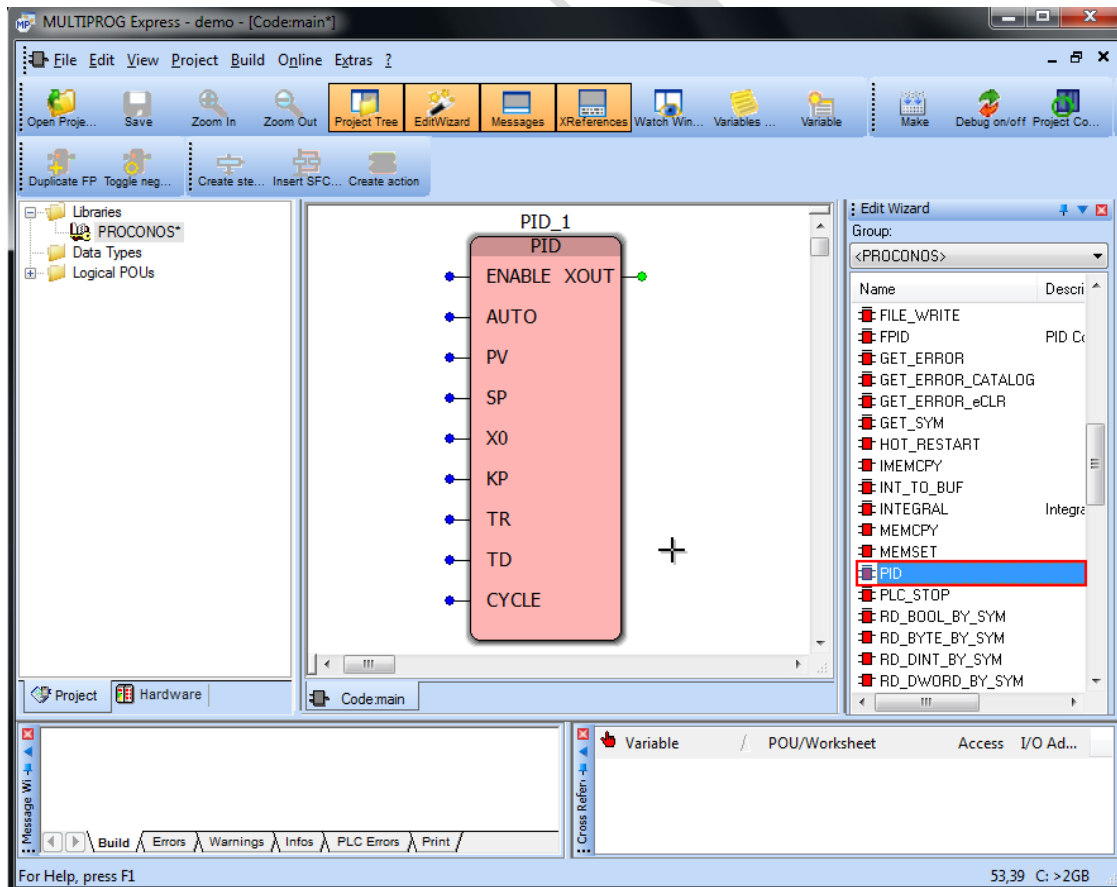 MULTIPROG Express - demo - [Code:main*]
File Edit View Project Build Online Extras ?
Open Proje... Save Zoom In Zoom Out Project Tree EditWizard Messages XReferences Watch Win... Variables ... Variable Make Debug on/off Project Co...
Duplicate FP Toggle neg... Create ste... Insert SFC... Create action
Libraries
PROCONOS*
Data Types
Logical POUs
Project Hardware
PID_1
PID
ENABLE XOUT
AUTO
PV
SP
X0
KP
TR
TD
CYCLE
Code:main
Edit Wizard
Group:
<PROCONOS>
Name Descri
FILE_WRITE
FPID PID Co
GET_ERROR
GET_ERROR_CATALOG
GET_ERROR_eCLR
GET_SYM
HOT_RESTART
IMEMCPY
INT_TO_BUF
INTEGRAL Integra
MEMCPY
MEMSET
PID
PLC_STOP
RD_BOOL_BY_SYM
RD_BYTE_BY_SYM
RD_DINT_BY_SYM
RD_DWORD_BY_SYM
Message Wi
Build Errors Warnings Infos PLC Errors Print
Cross Refer
Variable / POU/Worksheet Access I/O Ad...
For Help, press F1
53,39 C: >2GB